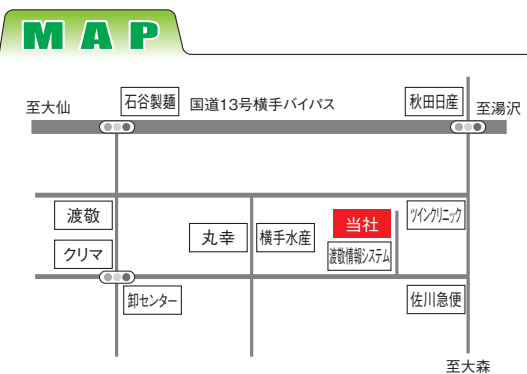 MAP
至大仙
石谷製麺
国道13号横手バイパス
秋田日産
至湯沢
渡敬
クリマ
丸幸
横手水産
当社
渡敬情報システム
ツインクリニック
卸センター
佐川急便
至大森